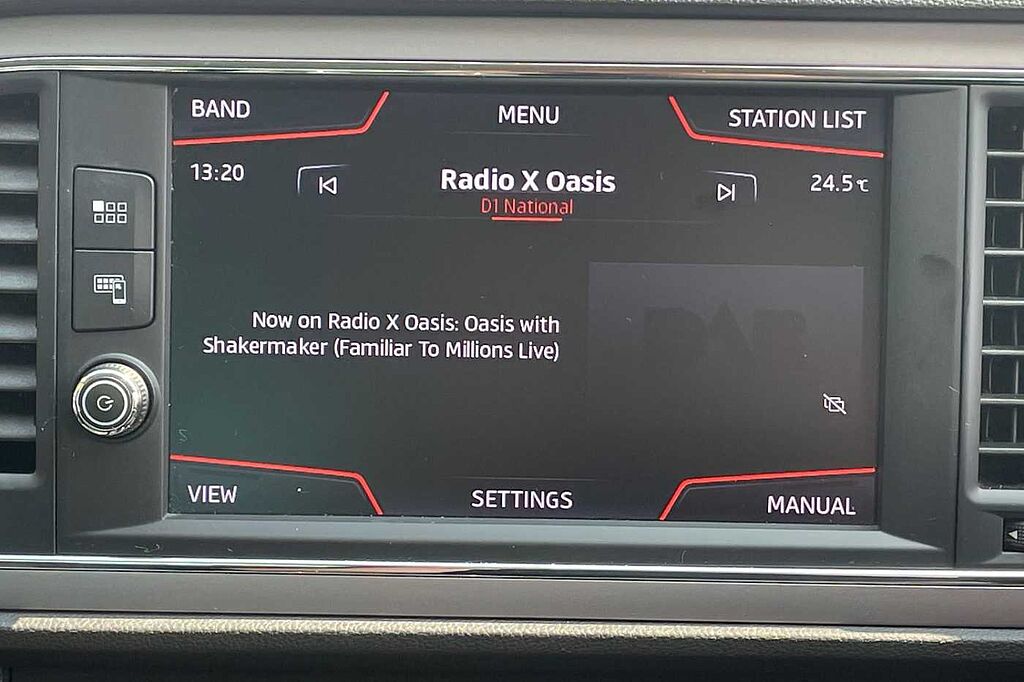 BAND
MENU
STATION LIST
13:20
Radio X Oasis
24.5°C
D1 National
Now on Radio X Oasis: Oasis with
Shakermaker (Familiar To Millions Live)
DAB
VIEW
SETTINGS
MANUAL